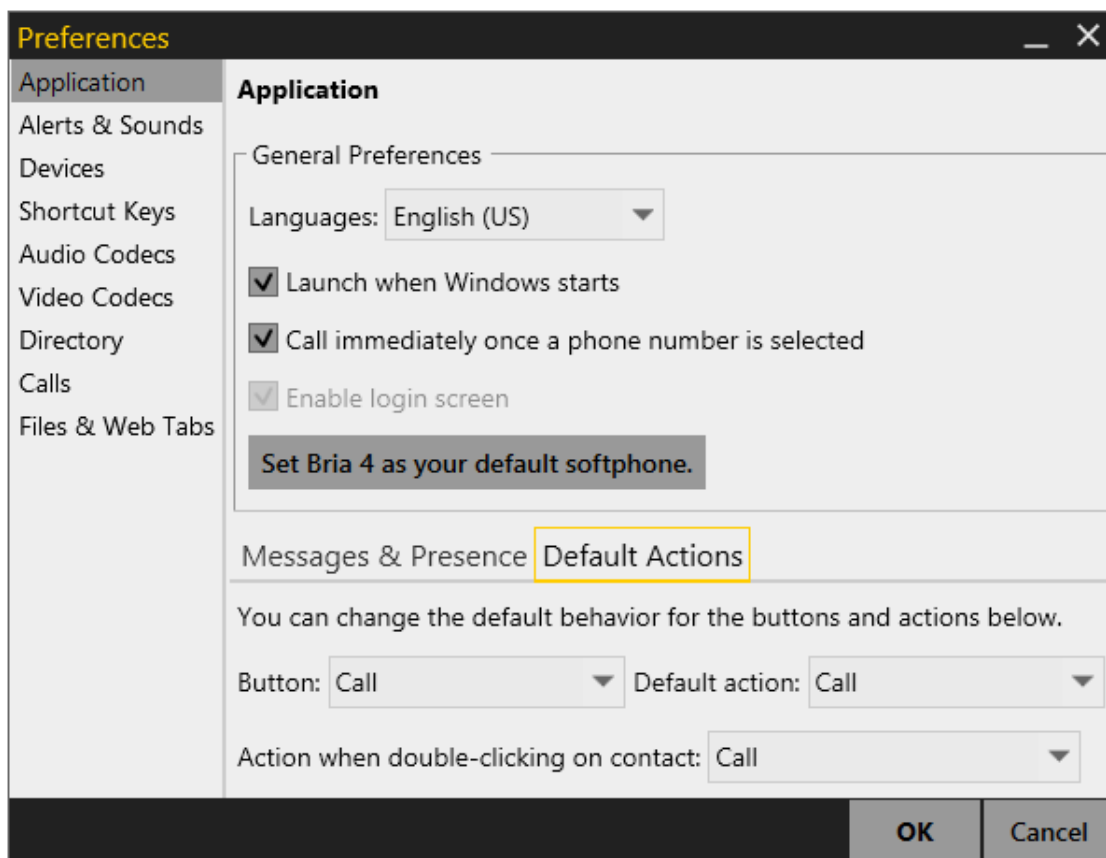 Preferences
Application
Alerts & Sounds
Devices
Shortcut Keys
Audio Codecs
Video Codecs
Directory
Calls
Files & Web Tabs
Application
General Preferences
Languages: English (US)
Launch when Windows starts
Call immediately once a phone number is selected
Enable login screen
Set Bria 4 as your default softphone.
Messages & Presence Default Actions
You can change the default behavior for the buttons and actions below.
Button: Call Default action: Call
Action when double-clicking on contact: Call
OK Cancel